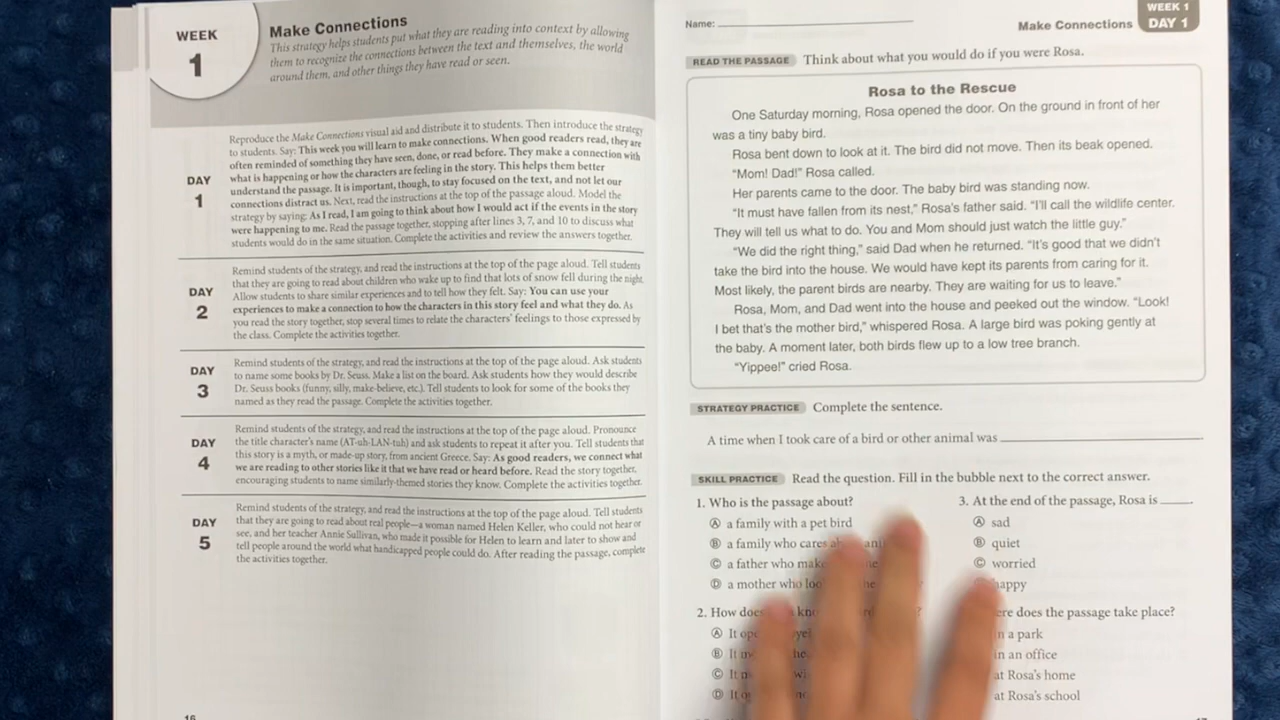 WEEK
1
Make Connections
This strategy helps students put what they are reading into context by allowing
them to recognize the connections between the text and themselves, the world
around them, and other things they have read or seen.
DAY
1
Reproduce the Make Connections visual aid and distribute it to students. Then introduce the strategy
to students. Say: This week you will learn to make connections. When good readers read, they are
often reminded of something they have seen, done, or read before. They make a connection with
what is happening or how the characters are feeling in the story. This helps them better
understand the passage. It is important, though, to stay focused on the text, and not let our
connections distract us. Next, read the instructions at the top of the passage aloud. Model the
strategy by saying: As I read, I am going to think about how I would act if the events in the story
were happening to me. Read the passage together, stopping after lines 3, 7, and 10 to discuss what
students would do in the same situation. Complete the activities and review the answers together.
DAY
2
Remind students of the strategy, and read the instructions at the top of the page aloud. Tell students
that they are going to read about children who wake up to find that lots of snow fell during the night.
Allow students to share similar experiences and to tell how they felt. Say: You can use your
experiences to make a connection to how the characters in this story feel and what they do. As
you read the story together, stop several times to relate the characters' feelings to those expressed by
the class. Complete the activities together.
DAY
3
Remind students of the strategy, and read the instructions at the top of the page aloud. Ask students
to name some books by Dr. Seuss. Make a list on the board. Ask students how they would describe
Dr. Seuss books (funny, silly, make-believe, etc.). Tell students to look for some of the books they
named as they read the passage. Complete the activities together.
DAY
4
Remind students of the strategy, and read the instructions at the top of the page aloud. Pronounce
the title character's name (AT-uh-LAN-tuh) and ask students to repeat it after you. Tell students that
this story is a myth, or made-up story, from ancient Greece. Say: As good readers, we connect what
we are reading to other stories like it that we have read or heard before. Read the story together,
encouraging students to name similarly-themed stories they know. Complete the activities together.
DAY
5
Remind students of the strategy, and read the instructions at the top of the page aloud. Tell students
that they are going to read about real people—a woman named Helen Keller, who could not hear or
see, and her teacher Annie Sullivan, who made it possible for Helen to learn and later to show and
tell people around the world what handicapped people could do. After reading the passage, complete
the activities together.
16
Name:
Make Connections
WEEK 1
DAY 1
READ THE PASSAGE Think about what you would do if you were Rosa.
Rosa to the Rescue
One Saturday morning, Rosa opened the door. On the ground in front of her
was a tiny baby bird.
Rosa bent down to look at it. The bird did not move. Then its beak opened.
"Mom! Dad!" Rosa called.
Her parents came to the door. The baby bird was standing now.
"It must have fallen from its nest," Rosa's father said. "I'll call the wildlife center.
They will tell us what to do. You and Mom should just watch the little guy."
"We did the right thing," said Dad when he returned. "It's good that we didn't
take the bird into the house. We would have kept its parents from caring for it.
Most likely, the parent birds are nearby. They are waiting for us to leave."
Rosa, Mom, and Dad went into the house and peeked out the window. "Look!
I bet that's the mother bird," whispered Rosa. A large bird was poking gently at
the baby. A moment later, both birds flew up to a low tree branch.
"Yippee!" cried Rosa.
STRATEGY PRACTICE Complete the sentence.
A time when I took care of a bird or other animal was
SKILL PRACTICE Read the question. Fill in the bubble next to the correct answer.
1. Who is the passage about?
Ⓐ a family with a pet bird
Ⓑ a family who cares
Ⓒ a father who
Ⓓ a mother who
2. How
Ⓐ It
Ⓑ It
Ⓒ It
Ⓓ It
3. At the end of the passage, Rosa is
Ⓐ sad
Ⓑ quiet
Ⓒ worried
happy
does the passage take place?
in a park
in an office
at Rosa's home
at Rosa's school